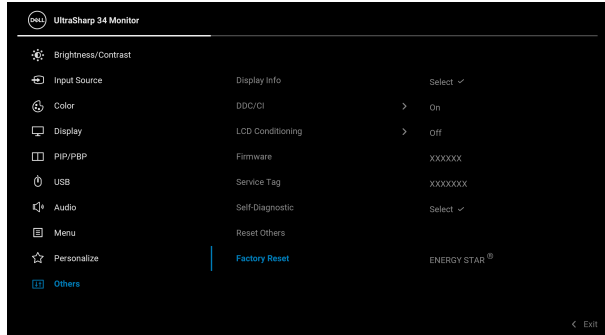 DELL UltraSharp 34 Monitor
Brightness/Contrast
Input Source Display Info Select ✓
Color DDC/CI > On
Display LCD Conditioning > Off
PIP/PBP Firmware XXXXXX
USB Service Tag XXXXXXX
Audio Self-Diagnostic Select ✓
Menu Reset Others
Personalize Factory Reset ENERGY STAR ®
Others
< Exit